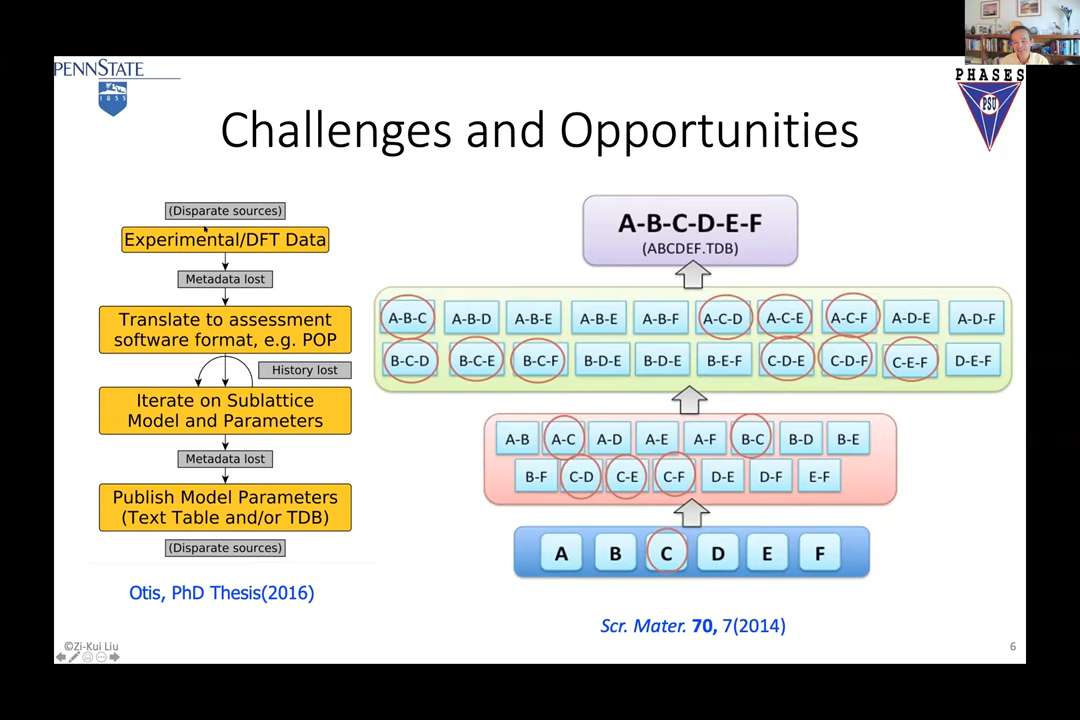 PENNSTATE
1855
PHASES
PSU
Challenges and Opportunities
(Disparate sources)
Experimental/DFT Data
Metadata lost
Translate to assessment
software format, e.g. POP
History lost
Iterate on Sublattice
Model and Parameters
Metadata lost
Publish Model Parameters
(Text Table and/or TDB)
(Disparate sources)
Otis, PhD Thesis(2016)
A-B-C-D-E-F
(ABCDEF.TDB)
A-B-C A-B-D A-B-E A-B-E A-B-F A-C-D A-C-E A-C-F A-D-E A-D-F
B-C-D B-C-E B-C-F B-D-E B-D-E B-E-F C-D-E C-D-F C-E-F D-E-F
A-B A-C A-D A-E A-F B-C B-D B-E
B-F C-D C-E C-F D-E D-F E-F
A B C D E F
Scr. Mater. 70, 7(2014)
©Zi-Kui Liu
6